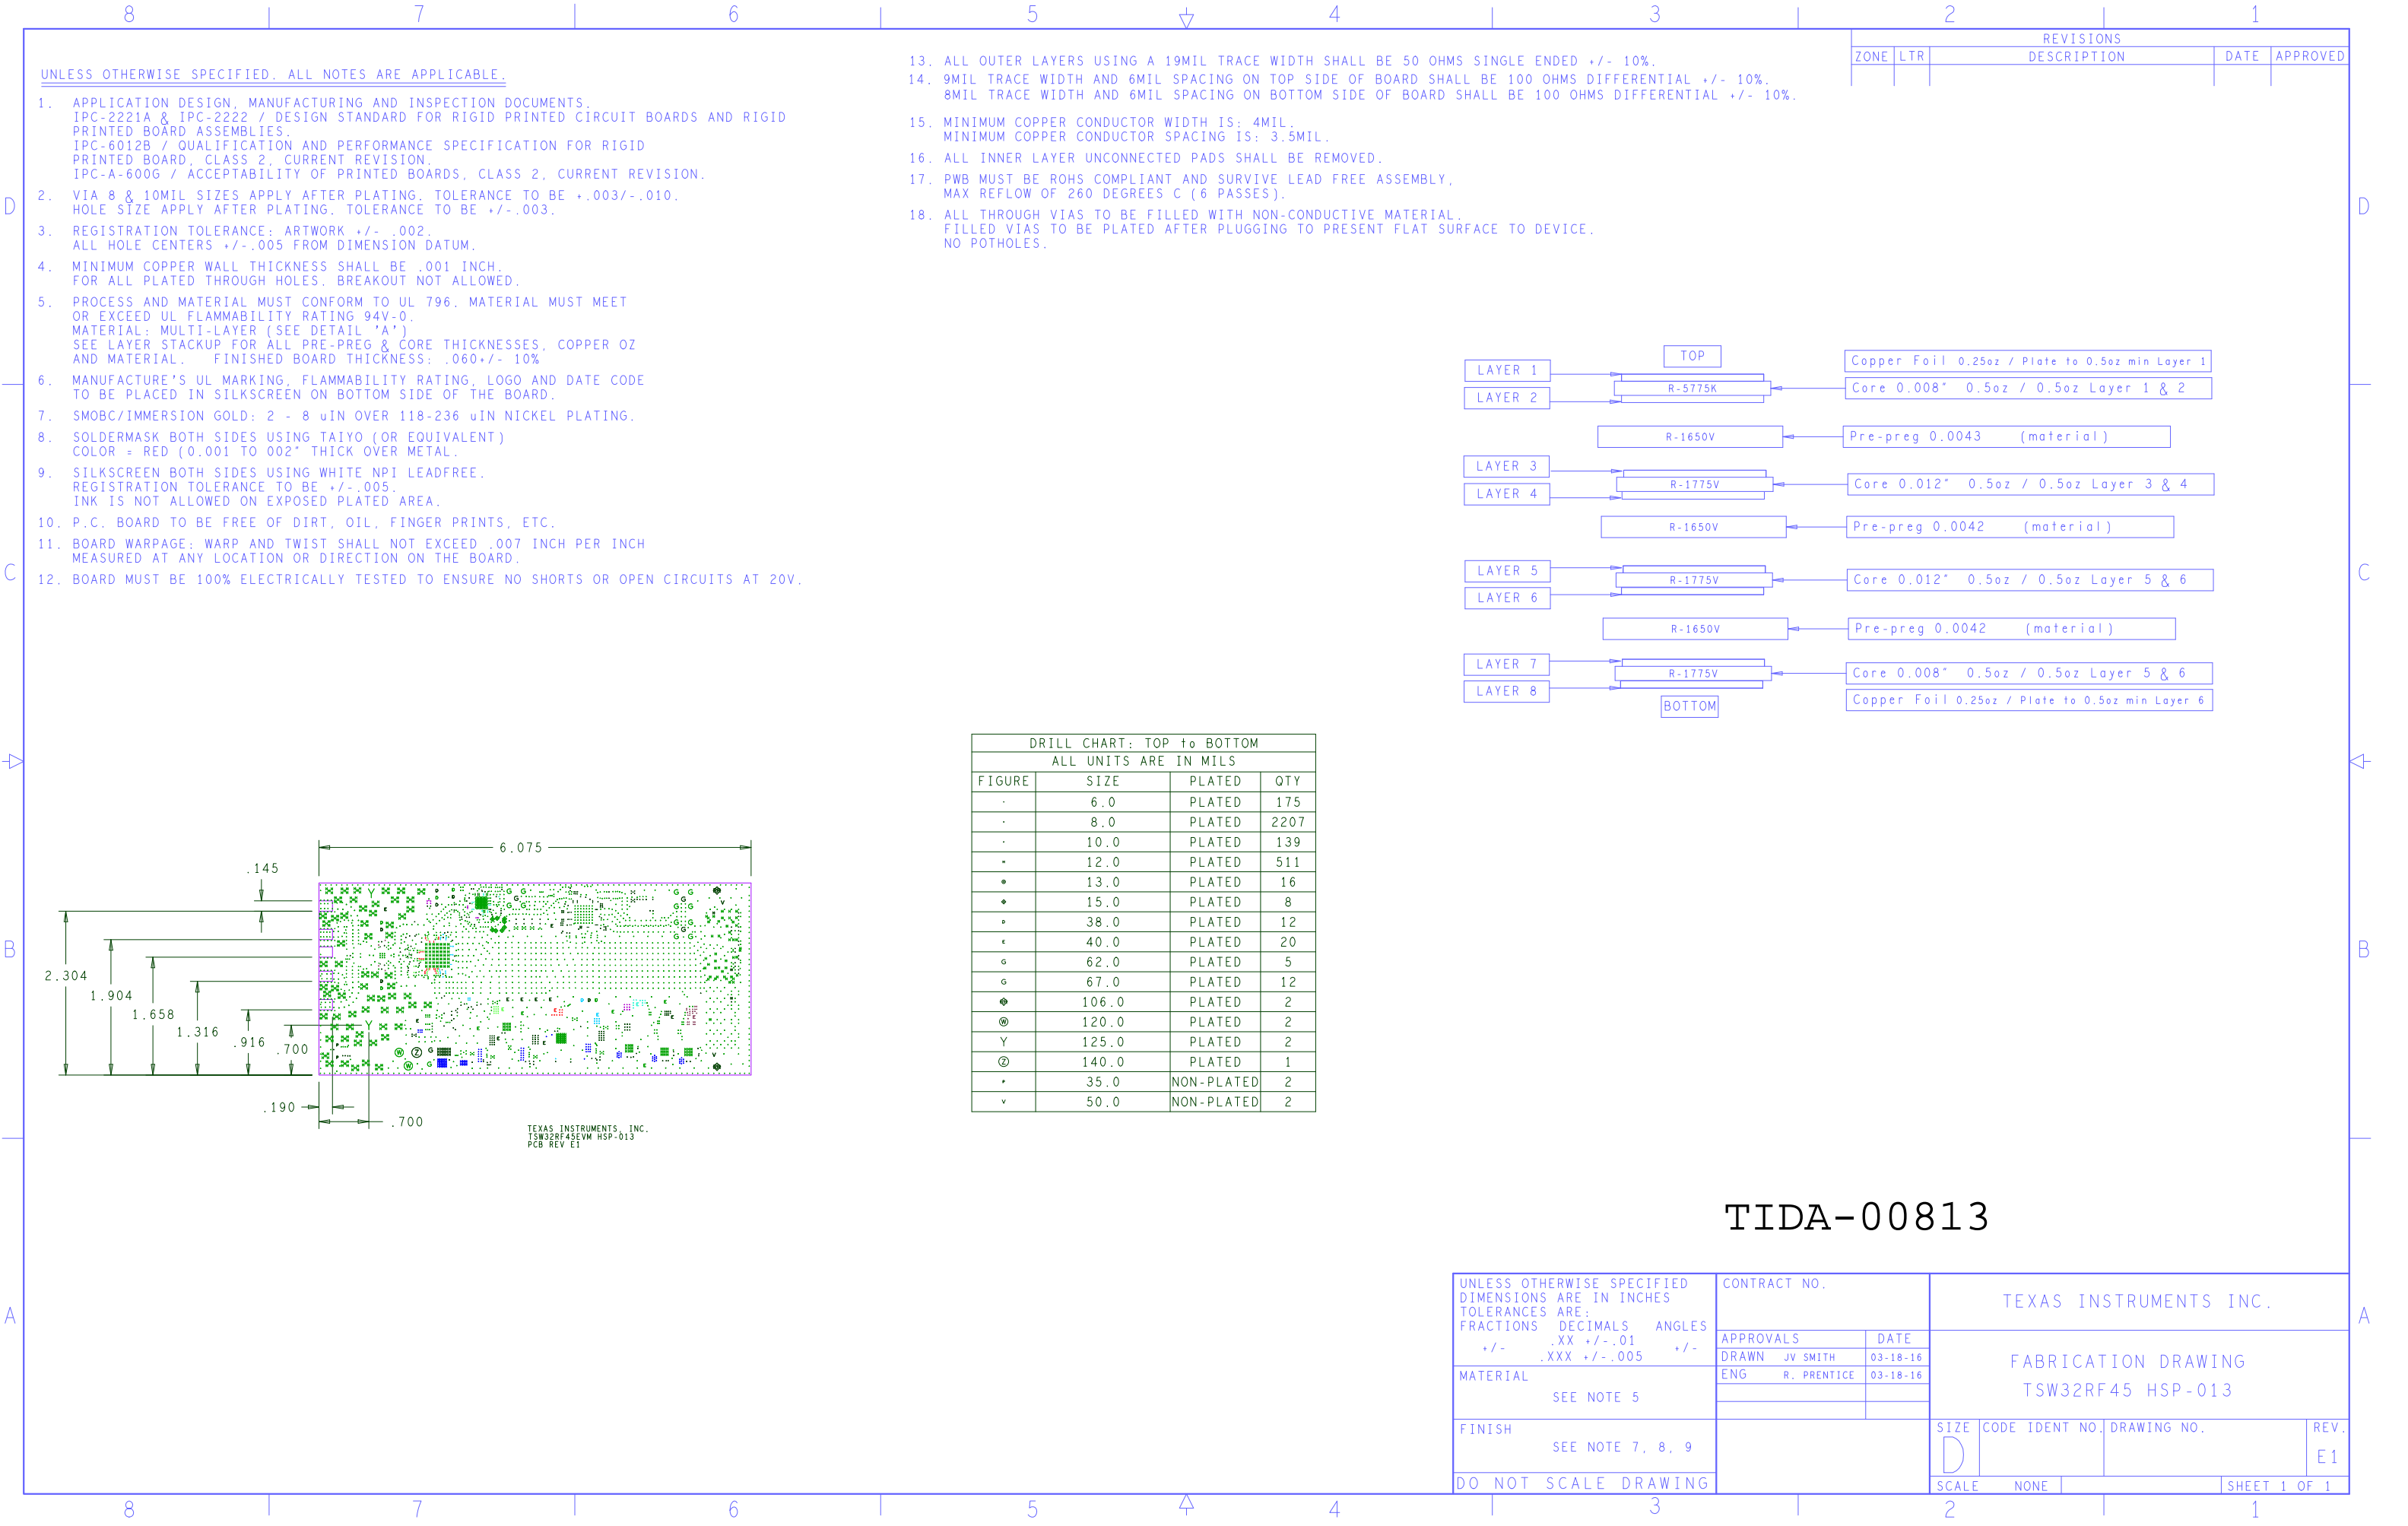 8 7 6 5 4 3 2 1
UNLESS OTHERWISE SPECIFIED. ALL NOTES ARE APPLICABLE.
1. APPLICATION DESIGN, MANUFACTURING AND INSPECTION DOCUMENTS.
IPC-2221A & IPC-2222 / DESIGN STANDARD FOR RIGID PRINTED CIRCUIT BOARDS AND RIGID
PRINTED BOARD ASSEMBLIES.
IPC-6012B / QUALIFICATION AND PERFORMANCE SPECIFICATION FOR RIGID
PRINTED BOARD, CLASS 2, CURRENT REVISION.
IPC-A-600G / ACCEPTABILITY OF PRINTED BOARDS, CLASS 2, CURRENT REVISION.
2. VIA 8 & 10MIL SIZES APPLY AFTER PLATING. TOLERANCE TO BE +.003/-.010.
HOLE SIZE APPLY AFTER PLATING. TOLERANCE TO BE +/-.003.
3. REGISTRATION TOLERANCE: ARTWORK +/- .002.
ALL HOLE CENTERS +/-.005 FROM DIMENSION DATUM.
4. MINIMUM COPPER WALL THICKNESS SHALL BE .001 INCH.
FOR ALL PLATED THROUGH HOLES. BREAKOUT NOT ALLOWED.
5. PROCESS AND MATERIAL MUST CONFORM TO UL 796. MATERIAL MUST MEET
OR EXCEED UL FLAMMABILITY RATING 94V-0.
MATERIAL: MULTI-LAYER (SEE DETAIL 'A')
SEE LAYER STACKUP FOR ALL PRE-PREG & CORE THICKNESSES, COPPER OZ
AND MATERIAL. FINISHED BOARD THICKNESS: .060+/- 10%
6. MANUFACTURE'S UL MARKING, FLAMMABILITY RATING, LOGO AND DATE CODE
TO BE PLACED IN SILKSCREEN ON BOTTOM SIDE OF THE BOARD.
7. SMOBC/IMMERSION GOLD: 2 - 8 uIN OVER 118-236 uIN NICKEL PLATING.
8. SOLDERMASK BOTH SIDES USING TAIYO (OR EQUIVALENT)
COLOR = RED (0.001 TO 002" THICK OVER METAL.
9. SILKSCREEN BOTH SIDES USING WHITE NPI LEADFREE.
REGISTRATION TOLERANCE TO BE +/-.005.
INK IS NOT ALLOWED ON EXPOSED PLATED AREA.
10. P.C. BOARD TO BE FREE OF DIRT, OIL, FINGER PRINTS, ETC.
11. BOARD WARPAGE: WARP AND TWIST SHALL NOT EXCEED .007 INCH PER INCH
MEASURED AT ANY LOCATION OR DIRECTION ON THE BOARD.
12. BOARD MUST BE 100% ELECTRICALLY TESTED TO ENSURE NO SHORTS OR OPEN CIRCUITS AT 20V.
13. ALL OUTER LAYERS USING A 19MIL TRACE WIDTH SHALL BE 50 OHMS SINGLE ENDED +/- 10%.
14. 9MIL TRACE WIDTH AND 6MIL SPACING ON TOP SIDE OF BOARD SHALL BE 100 OHMS DIFFERENTIAL +/- 10%.
8MIL TRACE WIDTH AND 6MIL SPACING ON BOTTOM SIDE OF BOARD SHALL BE 100 OHMS DIFFERENTIAL +/- 10%.
15. MINIMUM COPPER CONDUCTOR WIDTH IS: 4MIL.
MINIMUM COPPER CONDUCTOR SPACING IS: 3.5MIL.
16. ALL INNER LAYER UNCONNECTED PADS SHALL BE REMOVED.
17. PWB MUST BE ROHS COMPLIANT AND SURVIVE LEAD FREE ASSEMBLY,
MAX REFLOW OF 260 DEGREES C (6 PASSES).
18. ALL THROUGH VIAS TO BE FILLED WITH NON-CONDUCTIVE MATERIAL.
FILLED VIAS TO BE PLATED AFTER PLUGGING TO PRESENT FLAT SURFACE TO DEVICE.
NO POTHOLES.
REVISIONS
ZONE LTR DESCRIPTION DATE APPROVED
D D
C C
B B
A A
TOP
LAYER 1 Copper Foil 0.25oz / Plate to 0.5oz min Layer 1
R-5775K Core 0.008" 0.5oz / 0.5oz Layer 1 & 2
LAYER 2
R-1650V Pre-preg 0.0043 (material)
LAYER 3
R-1775V Core 0.012" 0.5oz / 0.5oz Layer 3 & 4
LAYER 4
R-1650V Pre-preg 0.0042 (material)
LAYER 5
R-1775V Core 0.012" 0.5oz / 0.5oz Layer 5 & 6
LAYER 6
R-1650V Pre-preg 0.0042 (material)
LAYER 7
R-1775V Core 0.008" 0.5oz / 0.5oz Layer 5 & 6
LAYER 8 Copper Foil 0.25oz / Plate to 0.5oz min Layer 6
BOTTOM
DRILL CHART: TOP to BOTTOM
ALL UNITS ARE IN MILS
FIGURE SIZE PLATED QTY
6.0 PLATED 175
8.0 PLATED 2207
10.0 PLATED 139
12.0 PLATED 511
13.0 PLATED 16
15.0 PLATED 8
D 38.0 PLATED 12
E 40.0 PLATED 20
G 62.0 PLATED 5
G 67.0 PLATED 12
106.0 PLATED 2
W 120.0 PLATED 2
Y 125.0 PLATED 2
Z 140.0 PLATED 1
35.0 NON-PLATED 2
V 50.0 NON-PLATED 2
6.075
.145
2.304
1.904
1.658
1.316
.916
.700
.190
.700
TEXAS INSTRUMENTS, INC.
TSW32RF45EVM HSP-013
PCB REV E1
TIDA-00813
UNLESS OTHERWISE SPECIFIED
DIMENSIONS ARE IN INCHES
TOLERANCES ARE:
FRACTIONS DECIMALS ANGLES
+/- .XX +/-.01 +/-
.XXX +/-.005
MATERIAL
SEE NOTE 5
FINISH
SEE NOTE 7, 8, 9
DO NOT SCALE DRAWING
CONTRACT NO.
APPROVALS DATE
DRAWN JV SMITH 03-18-16
ENG R. PRENTICE 03-18-16
TEXAS INSTRUMENTS INC.
FABRICATION DRAWING
TSW32RF45 HSP-013
SIZE CODE IDENT NO. DRAWING NO. REV.
D E1
SCALE NONE SHEET 1 OF 1
8 7 6 5 4 3 2 1